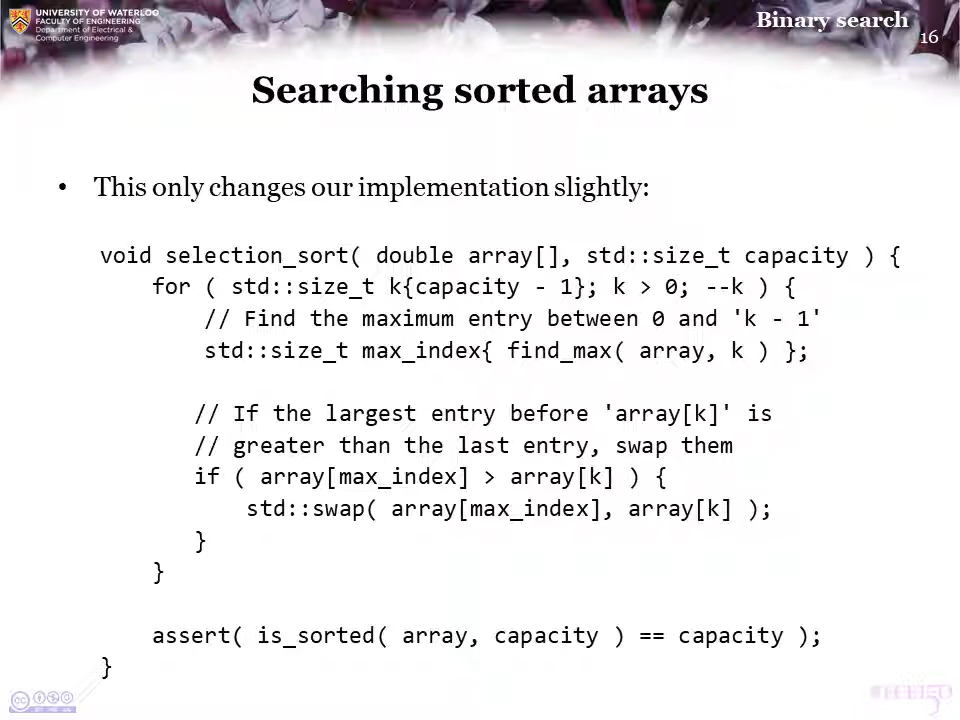 UNIVERSITY OF WATERLOO
FACULTY OF ENGINEERING
Department of Electrical &
Computer Engineering
Binary search
16
Searching sorted arrays
• This only changes our implementation slightly:
void selection_sort( double array[], std::size_t capacity ) {
    for ( std::size_t k{capacity - 1}; k > 0; --k ) {
        // Find the maximum entry between 0 and 'k - 1'
        std::size_t max_index{ find_max( array, k ) };
        // If the largest entry before 'array[k]' is
        // greater than the last entry, swap them
        if ( array[max_index] > array[k] ) {
            std::swap( array[max_index], array[k] );
        }
    }
    assert( is_sorted( array, capacity ) == capacity );
}